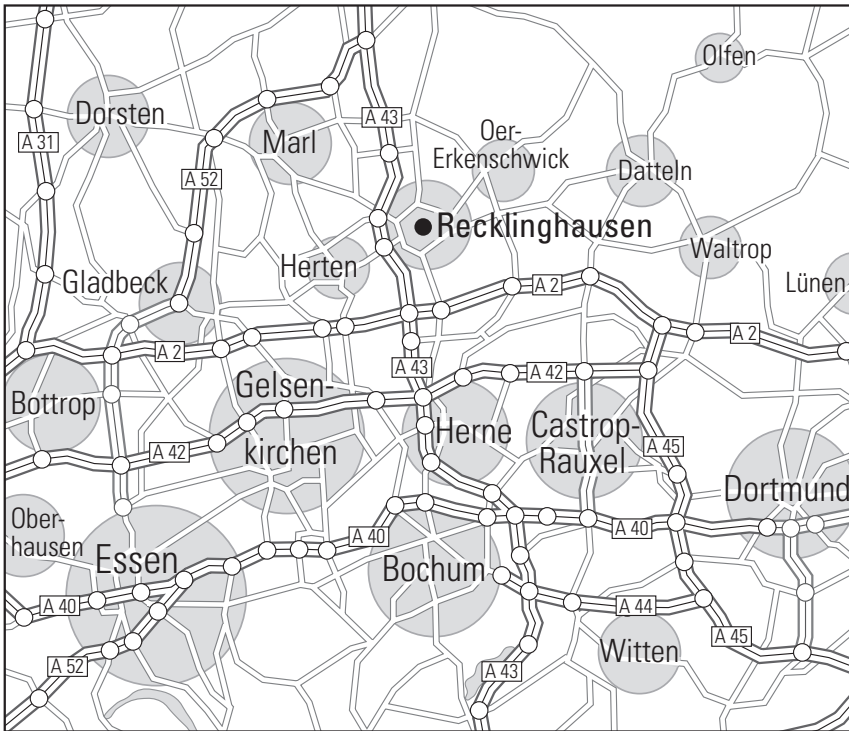 Olfen
Dorsten
A 43
A 31
Marl
Oer-
Erkenschwick
A 52
Datteln
Recklinghausen
Waltrop
Herten
Gladbeck
Lünen
A 2
A 2
A 2
A 43
A 42
Gelsen-
kirchen
Bottrop
Herne
Castrop-
Rauxel
A 42
A 45
Dortmund
Ober-
hausen
A 40
A 40
Essen
Bochum
A 40
A 44
A 45
Witten
A 52
A 43